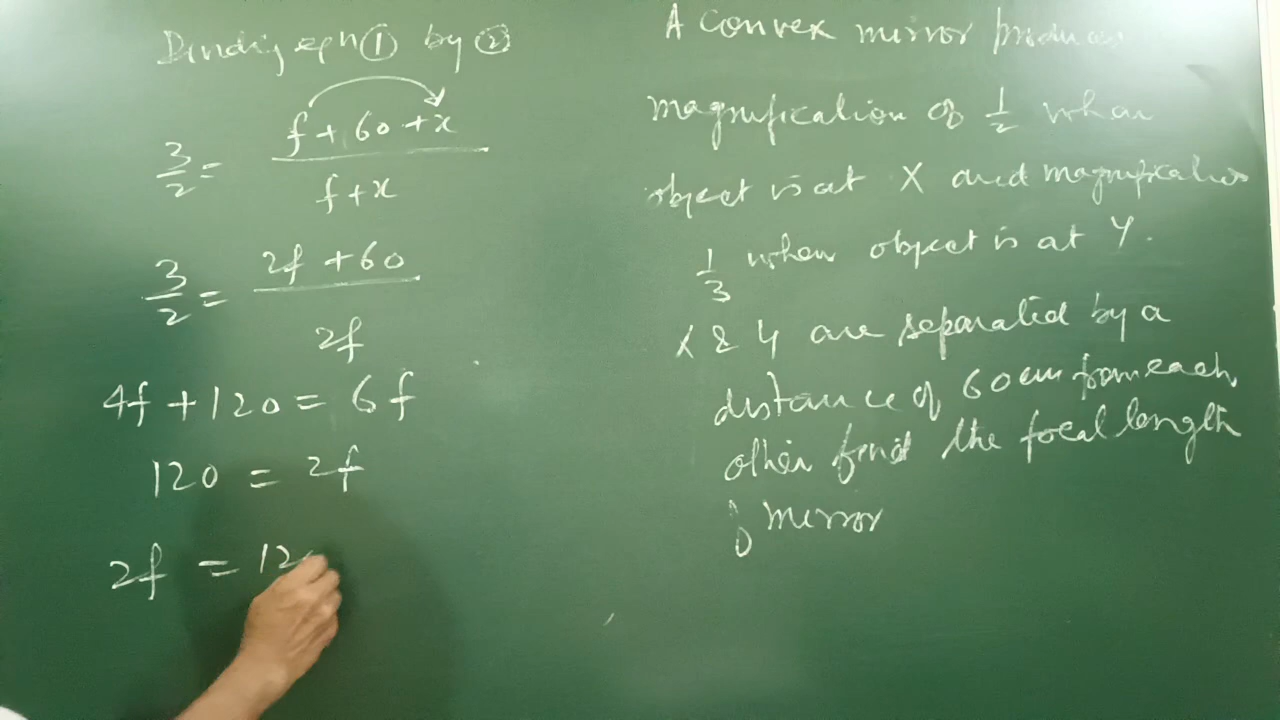 Dividing eqn ① by ②
3/2 = f + 60 + x / f + x
3/2 = 2f + 60 / 2f
4f + 120 = 6f
120 = 2f
2f = 12
A convex mirror produces
magnification of 1/2 when
object is at X and magnification
1/3 when object is at Y.
X & Y are separated by a
distance of 60 cm from each
other find the focal length
of mirror